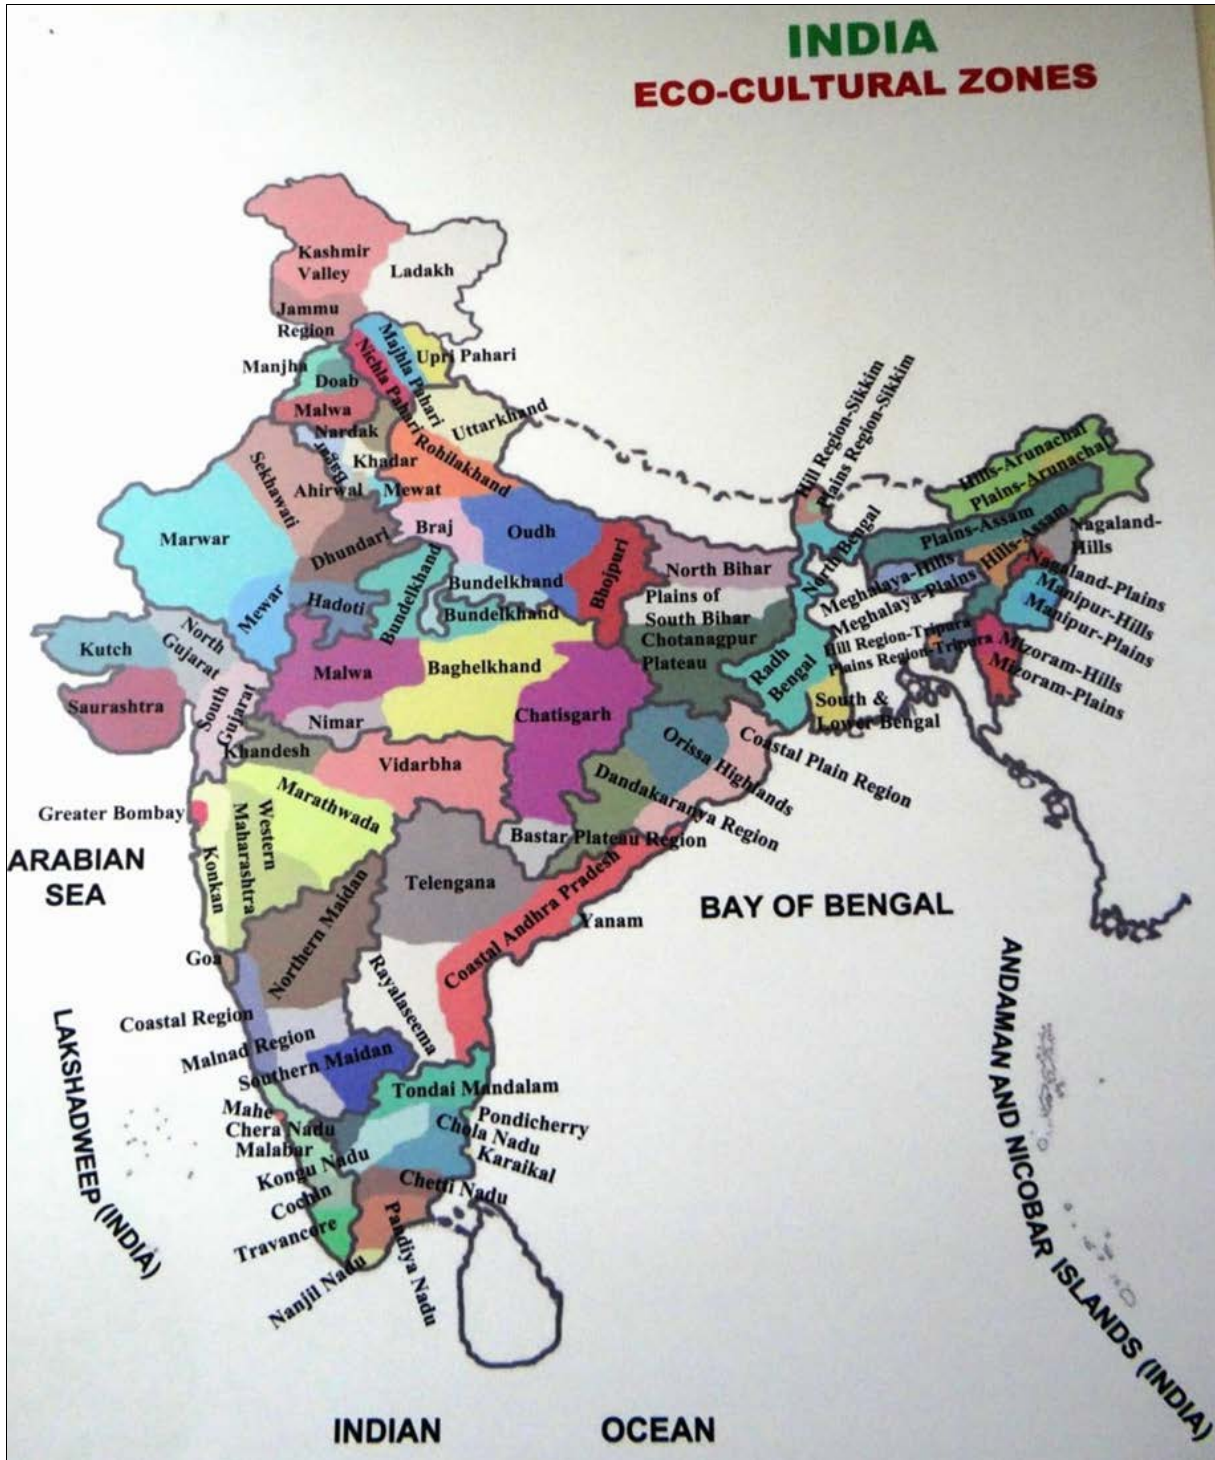 INDIA
ECO-CULTURAL ZONES
Kashmir
Valley
Ladakh
Jammu
Region
Majhla Pahari
Nichla Pahari
Upri Pahari
Manjha
Doab
Malwa
Nardak
Uttarkhand
Bagar
Khadar
Rohilakhand
Sekhawati
Ahirwal
Mewat
Hill Region-Sikkim
Plains Region-Sikkim
Hills-Arunachal
Plains-Arunachal
Marwar
Dhundari
Braj
Oudh
Bhojpuri
North Bihar
North Bengal
Plains-Assam
Hills-Assam
Nagaland-
Hills
Nagaland-Plains
Mewar
Hadoti
Bundelkhand
Bundelkhand
Bundelkhand
Plains of
South Bihar
Meghalaya-Hills
Meghalaya-Plains
Manipur-Hills
Manipur-Plains
Kutch
North
Gujarat
Malwa
Baghelkhand
Chotanagpur
Plateau
Radh
Bengal
Hill Region-Tripura
Plains Region-Tripura
Mizoram-Hills
Mizoram-Plains
Saurashtra
South
Gujarat
Nimar
Chatisgarh
South &
Lower Bengal
Khandesh
Vidarbha
Orissa Highlands
Coastal Plain Region
Dandakaranya Region
Greater Bombay
Marathwada
Western
Maharashtra
Konkan
Bastar Plateau Region
ARABIAN
SEA
Telengana
Coastal Andhra Pradesh
Yanam
BAY OF BENGAL
Northern Maidan
Goa
Rayalaseema
Coastal Region
Malnad Region
Southern Maidan
LAKSHADWEEP (INDIA)
ANDAMAN AND NICOBAR ISLANDS (INDIA)
Tondai Mandalam
Mahe
Chera Nadu
Malabar
Pondicherry
Chola Nadu
Karaikal
Kongu Nadu
Cochin
Chetti Nadu
Travancore
Pandiya Nadu
Nanjil Nadu
INDIAN OCEAN